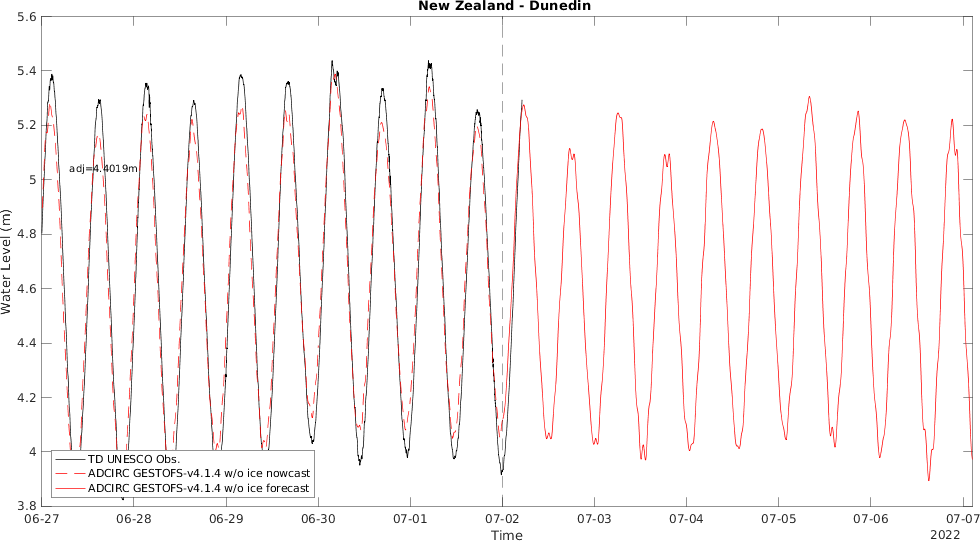 New Zealand - Dunedin
5.6
5.4
5.2
5
4.8
4.6
4.4
4.2
4
3.8
Water Level (m)
adj=4.4019m
TD UNESCO Obs.
ADCIRC GESTOFS-v4.1.4 w/o ice nowcast
ADCIRC GESTOFS-v4.1.4 w/o ice forecast
06-27 06-28 06-29 06-30 07-01 07-02 07-03 07-04 07-05 07-06 07-07
Time
2022